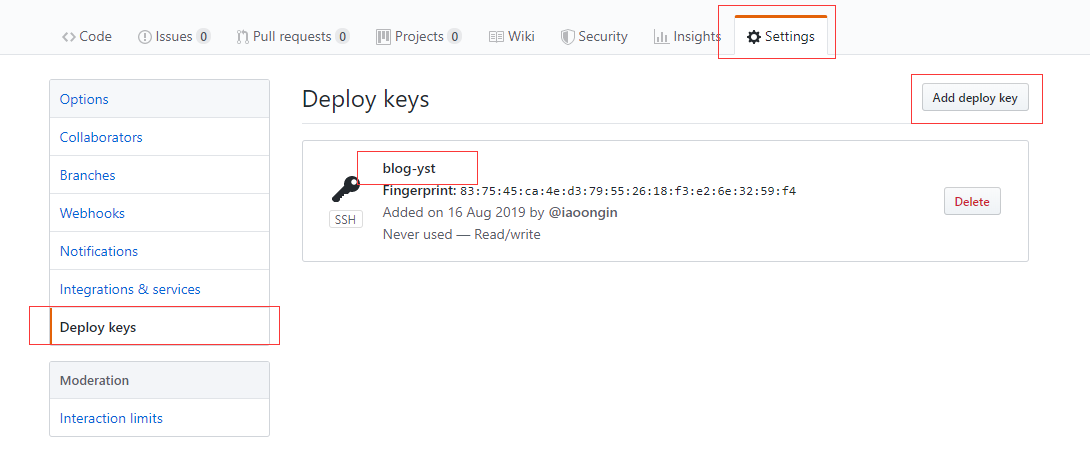 Code Issues 0 Pull requests 0 Projects 0 Wiki Security Insights Settings
Options
Collaborators
Branches
Webhooks
Notifications
Integrations & services
Deploy keys
Moderation
Interaction limits
Deploy keys
Add deploy key
blog-yst
Fingerprint: 83:75:45:ca:4e:d3:79:55:26:18:f3:e2:6e:32:59:f4
SSH
Added on 16 Aug 2019 by @iaoongin
Never used — Read/write
Delete